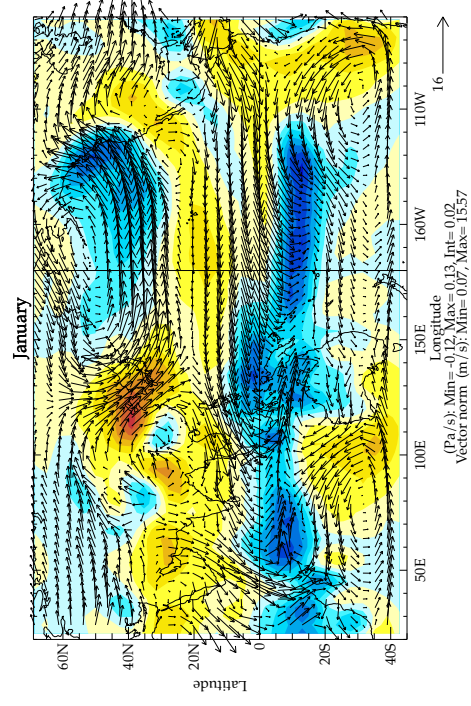 January
16
60N
40N
20N
0
20S
40S
Latitude
50E
100E
150E
160W
110W
Longitude
(Pa/s): Min= -0.12, Max= 0.13, Int= 0.02
Vector norm (m/s): Min= 0.07, Max= 15.57